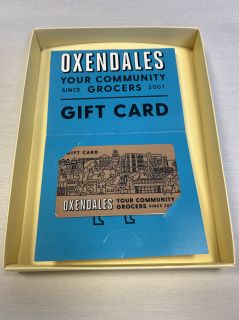 OXENDALES
YOUR COMMUNITY
SINCE GROCERS 2007
GIFT CARD
GIFT CARD
OXENDALES YOUR COMMUNITY
GROCERS SINCE 2007